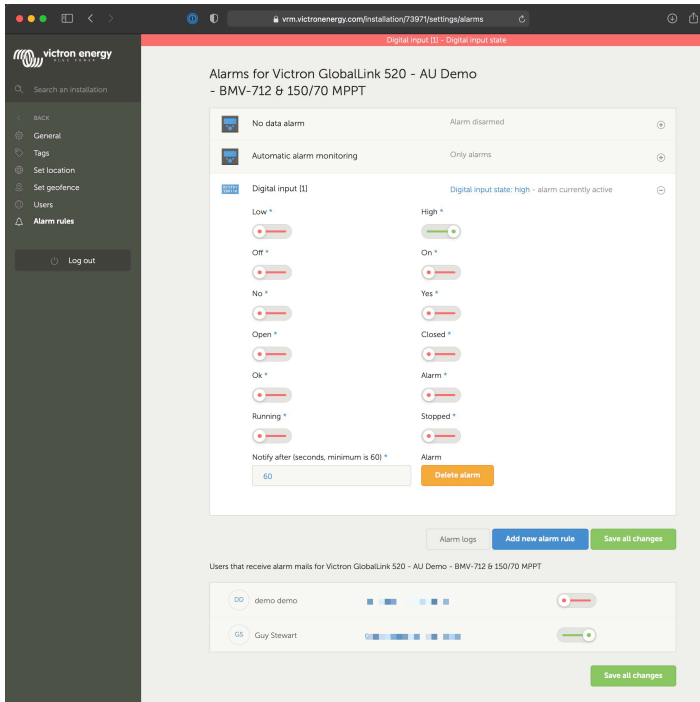 vrm.victronenergy.com/installation/73971/settings/alarms
Digital input [1] - Digital input state
victron energy
BLUE POWER
Search an installation
BACK
General
Tags
Set location
Set geofence
Users
Alarm rules
Log out
Alarms for Victron GlobalLink 520 - AU Demo
- BMV-712 & 150/70 MPPT
No data alarm
Alarm disarmed
Automatic alarm monitoring
Only alarms
Digital input [1]
Digital input state: high - alarm currently active
Low *
High *
Off *
On *
No *
Yes *
Open *
Closed *
Ok *
Alarm *
Running *
Stopped *
Notify after (seconds, minimum is 60) *
Alarm
60
Delete alarm
Alarm logs
Add new alarm rule
Save all changes
Users that receive alarm mails for Victron GlobalLink 520 - AU Demo - BMV-712 & 150/70 MPPT
DD
demo demo
GS
Guy Stewart
Save all changes